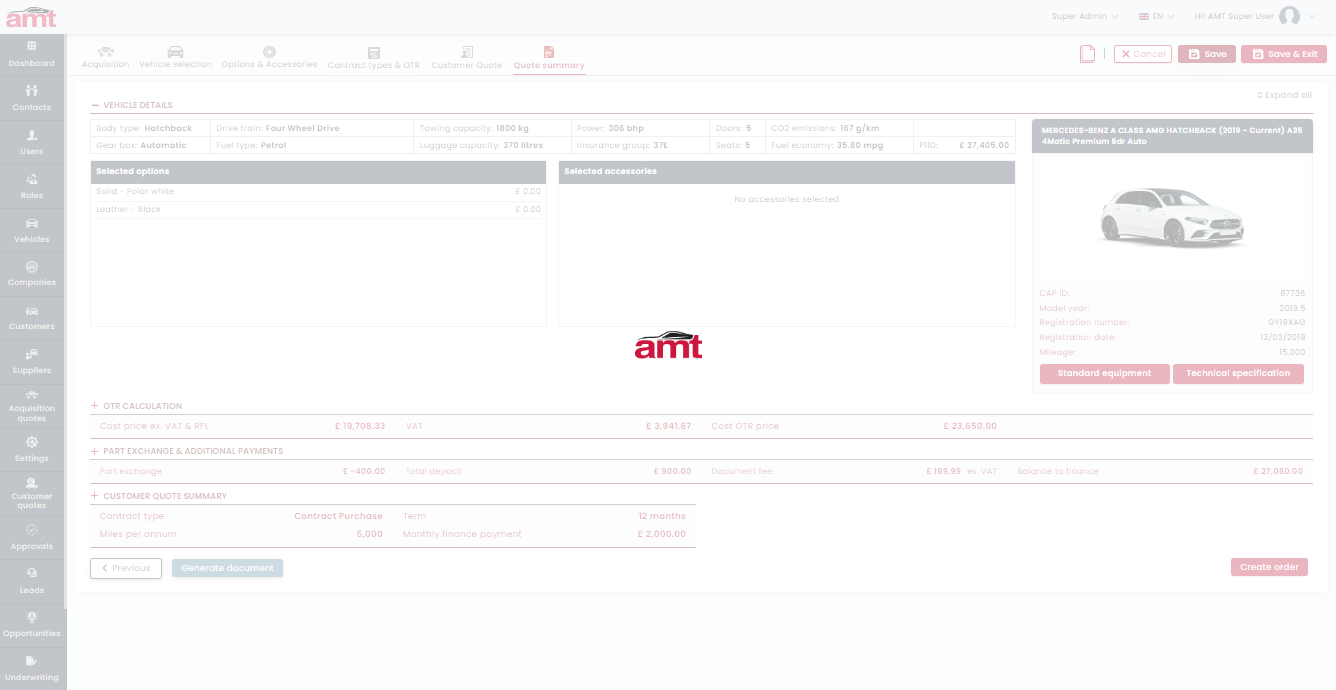 amt
Super Admin
EN
Hi! AMT Super User
Dashboard
Contacts
Users
Roles
Vehicles
Companies
Customers
Suppliers
Acquisition
quotes
Settings
Customer
quotes
Approvals
Leads
Opportunities
Underwriting
Acquisition
Vehicle selection
Options & Accessories
Contract types & OTR
Customer Quote
Quote summary
Cancel
Save
Save & Exit
Expand all
VEHICLE DETAILS
Body type: Hatchback Drive train: Four Wheel Drive Towing capacity: 1800 kg Power: 306 bhp Doors: 5 CO2 emissions: 167 g/km
Gear box: Automatic Fuel type: Petrol Luggage capacity: 370 litres Insurance group: 37E Seats: 5 Fuel economy: 35.80 mpg P11D: £ 37,405.00
Selected options
Solid - Polar white £ 0.00
Leather - Black £ 0.00
Selected accessories
No accessories selected
MERCEDES-BENZ A CLASS AMG HATCHBACK (2019 - Current) A35
4Matic Premium 5dr Auto
CAP ID: 87736
Model year: 2019.5
Registration number: GY19XAG
Registration date: 13/03/2019
Mileage: 15,000
Standard equipment
Technical specification
amt
OTR CALCULATION
Cost price ex. VAT & RFL £ 19,708.33 VAT £ 3,941.67 Cost OTR price £ 23,650.00
PART EXCHANGE & ADDITIONAL PAYMENTS
Part exchange £ -400.00 Total deposit £ 900.00 Document fee £ 199.99 ex. VAT Balance to finance £ 27,080.00
CUSTOMER QUOTE SUMMARY
Contract type Contract Purchase Term 12 months
Miles per annum 5,000 Monthly finance payment £ 2,000.00
Previous
Generate document
Create order